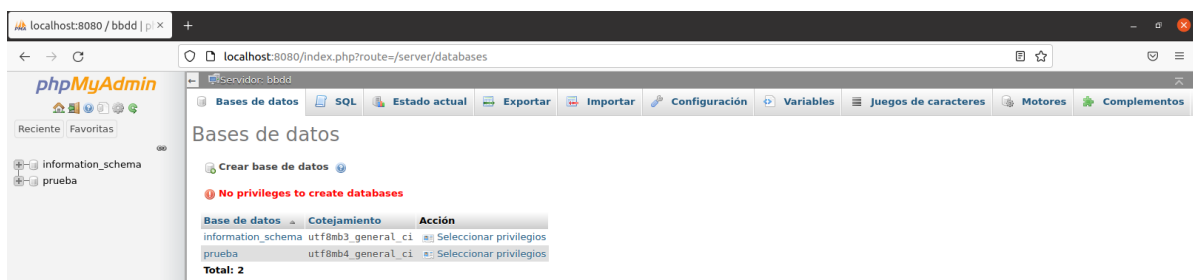 localhost:8080 / bbdd | p
localhost:8080/index.php?route=/server/databases
phpMyAdmin
Servidor: bbdd
Bases de datos SQL Estado actual Exportar Importar Configuración Variables Juegos de caracteres Motores Complementos
Reciente Favoritas
Bases de datos
information_schema
prueba
Crear base de datos
No privileges to create databases
Base de datos Cotejamiento Acción
information_schema utf8mb3_general_ci Seleccionar privilegios
prueba utf8mb4_general_ci Seleccionar privilegios
Total: 2